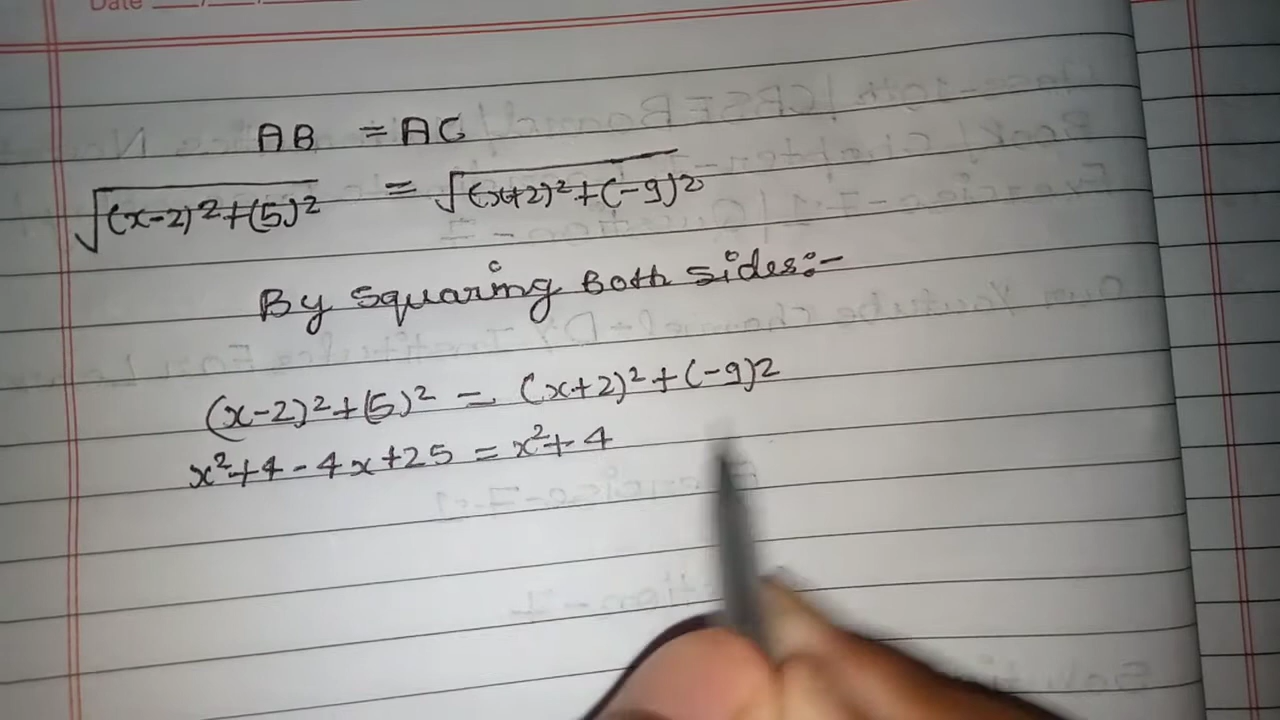 Date
AB = AC
√(x-2)²+(5)² = √(x+2)²+(-9)²
By squaring Both sides:-
(x-2)²+(5)² = (x+2)²+(-9)²
x²+4-4x+25 = x²+4